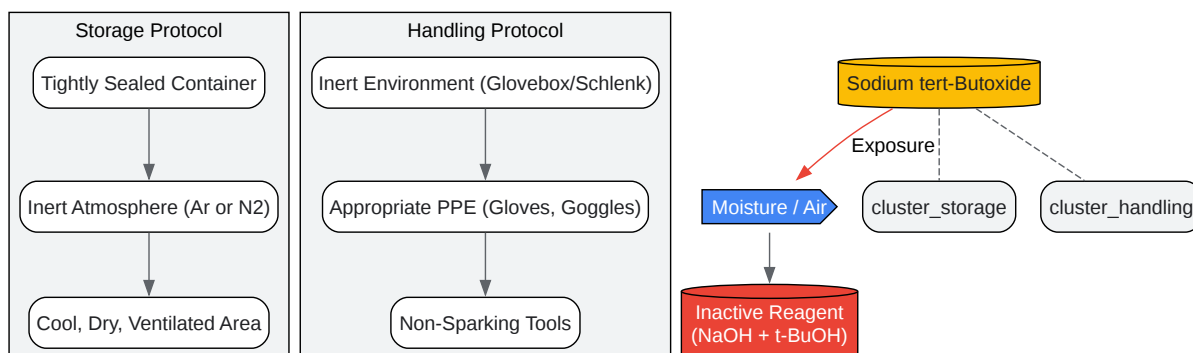 Storage Protocol
Tightly Sealed Container
Inert Atmosphere (Ar or N2)
Cool, Dry, Ventilated Area
Handling Protocol
Inert Environment (Glovebox/Schlenk)
Appropriate PPE (Gloves, Goggles)
Non-Sparking Tools
Sodium tert-Butoxide
Exposure
Moisture / Air
cluster_storage
cluster_handling
Inactive Reagent
(NaOH + t-BuOH)